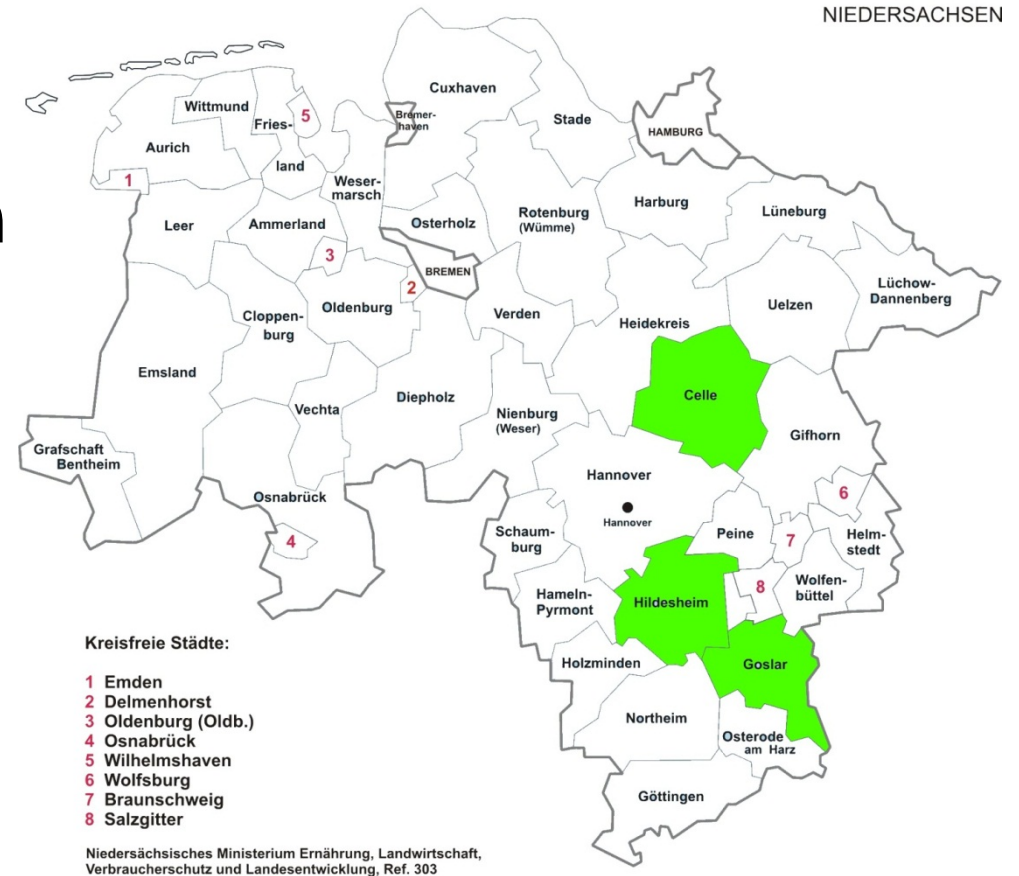 NIEDERSACHSEN
Cuxhaven
Wittmund
Bremer-
haven
Stade
Fries-
5
HAMBURG
Aurich
land
1
Weser-
marsch
Harburg
Lüneburg
Leer
Ammerland
Osterholz
Rotenburg
(Wümme)
3
BREMEN
2
Lüchow-
Dannenberg
Oldenburg
Uelzen
Cloppen-
burg
Verden
Heidekreis
Emsland
Celle
Diepholz
Vechta
Nienburg
(Weser)
Gifhorn
Grafschaft
Bentheim
Hannover
Osnabrück
6
Hannover
Schaum-
burg
Peine
7
Helm-
stedt
4
8
Wolfen-
büttel
Hameln-
Pyrmont
Hildesheim
Kreisfreie Städte:
Holzminden
Goslar
1 Emden
2 Delmenhorst
3 Oldenburg (Oldb.)
4 Osnabrück
5 Wilhelmshaven
6 Wolfsburg
7 Braunschweig
8 Salzgitter
Northeim
Osterode
am Harz
Göttingen
Niedersächsisches Ministerium Ernährung, Landwirtschaft,
Verbraucherschutz und Landesentwicklung, Ref. 303